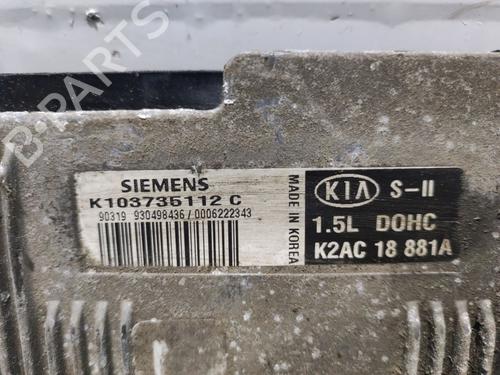 B-PARTS
SIEMENS
K103735112 C
90319 930498436 / 0006222343
MADE IN KOREA
KIA S-II
1.5L DOHC
K2AC 18 881A